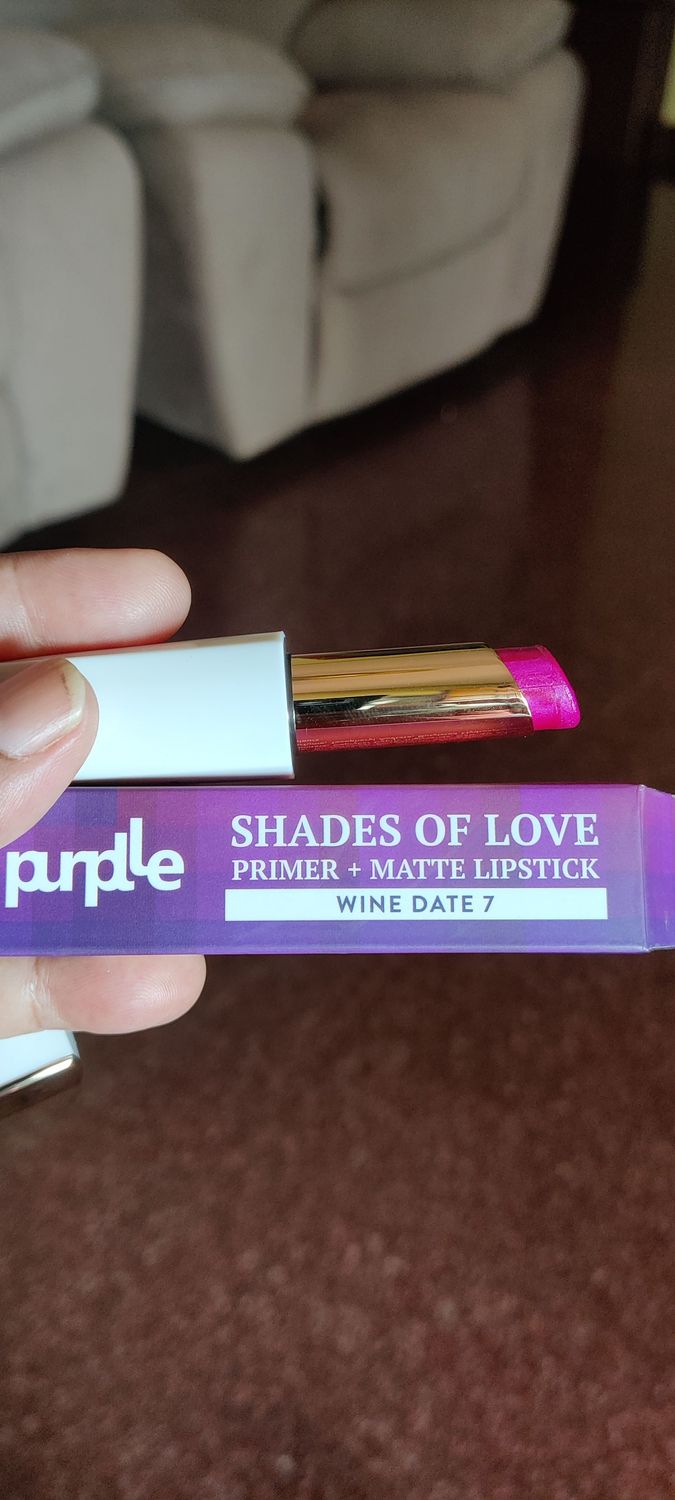 purplle
SHADES OF LOVE
PRIMER + MATTE LIPSTICK
WINE DATE 7